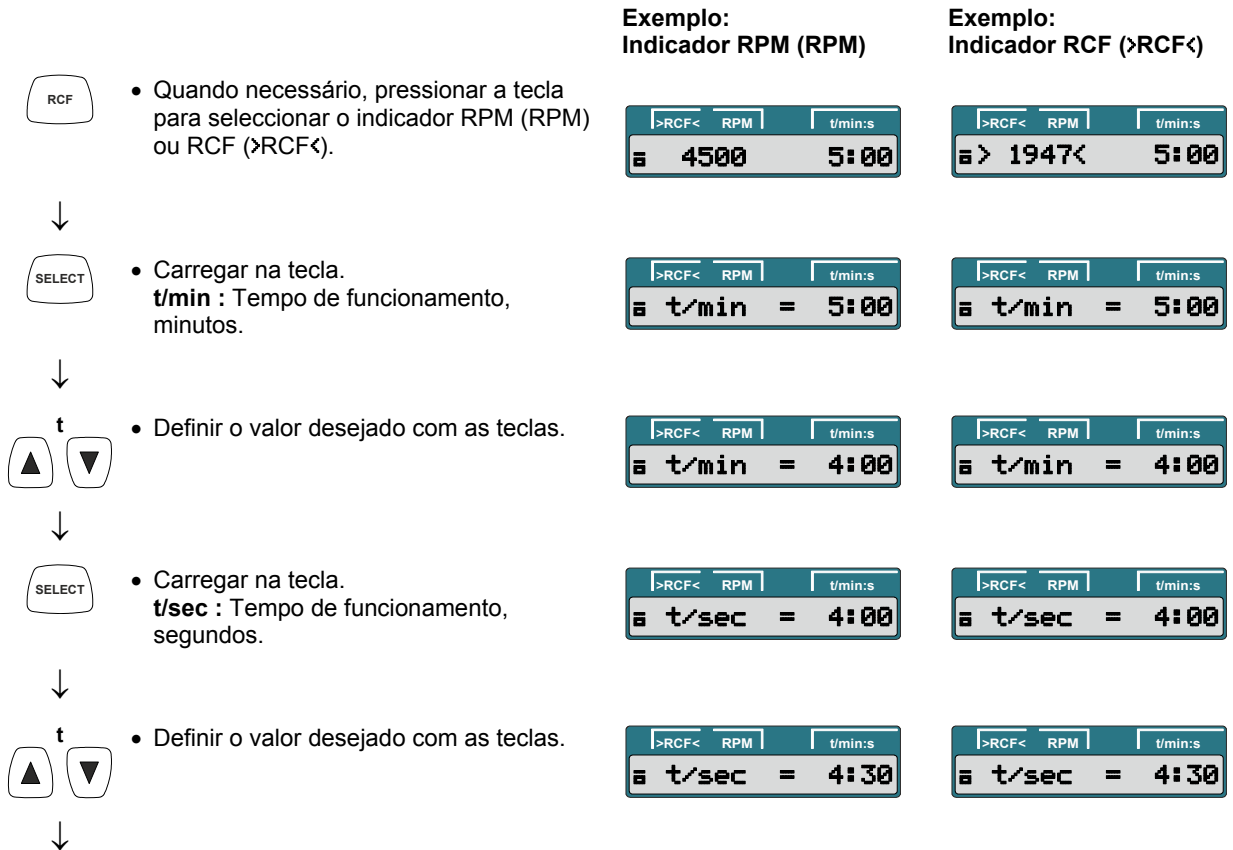 Exemplo:
Indicador RPM (RPM)
Exemplo:
Indicador RCF (>RCF<)
RCF
• Quando necessário, pressionar a tecla
para seleccionar o indicador RPM (RPM)
ou RCF (>RCF<).
>RCF< RPM t/min:s
4500 5:00
>RCF< RPM t/min:s
> 1947< 5:00
↓
SELECT
• Carregar na tecla.
t/min : Tempo de funcionamento,
minutos.
>RCF< RPM t/min:s
t/min = 5:00
>RCF< RPM t/min:s
t/min = 5:00
↓
t
▲ ▼
• Definir o valor desejado com as teclas.
>RCF< RPM t/min:s
t/min = 4:00
>RCF< RPM t/min:s
t/min = 4:00
↓
SELECT
• Carregar na tecla.
t/sec : Tempo de funcionamento,
segundos.
>RCF< RPM t/min:s
t/sec = 4:00
>RCF< RPM t/min:s
t/sec = 4:00
↓
t
▲ ▼
• Definir o valor desejado com as teclas.
>RCF< RPM t/min:s
t/sec = 4:30
>RCF< RPM t/min:s
t/sec = 4:30
↓